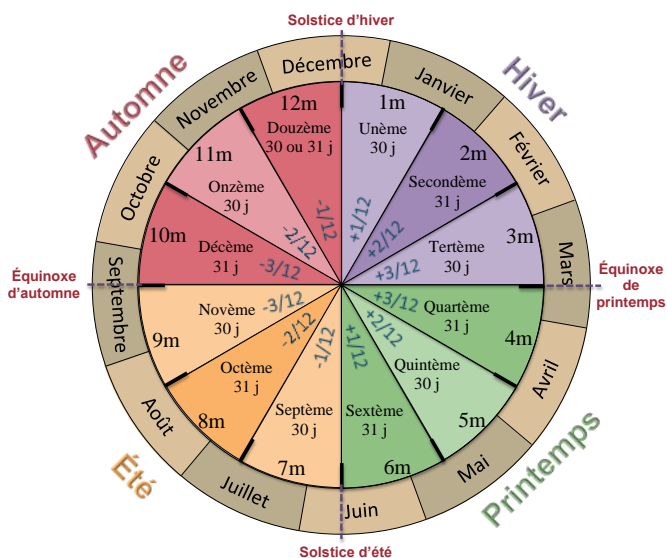 Solstice d'hiver
Automne
Hiver
Printemps
Été
Équinoxe
d'automne
Équinoxe
de
printemps
Solstice d'été
Décembre
Janvier
Février
Mars
Avril
Mai
Juin
Juillet
Août
Septembre
Octobre
Novembre
1m
Unème
30 j
+1/12
2m
Secondème
31 j
+2/12
3m
Tertème
30 j
+3/12
4m
Quartème
31 j
+3/12
5m
Quintème
30 j
+2/12
6m
Sextème
31 j
+1/12
7m
Septème
30 j
-1/12
8m
Octème
31 j
-2/12
9m
Novème
30 j
-3/12
10m
Décème
31 j
-3/12
11m
Onzème
30 j
-2/12
12m
Douzème
30 ou 31 j
-1/12